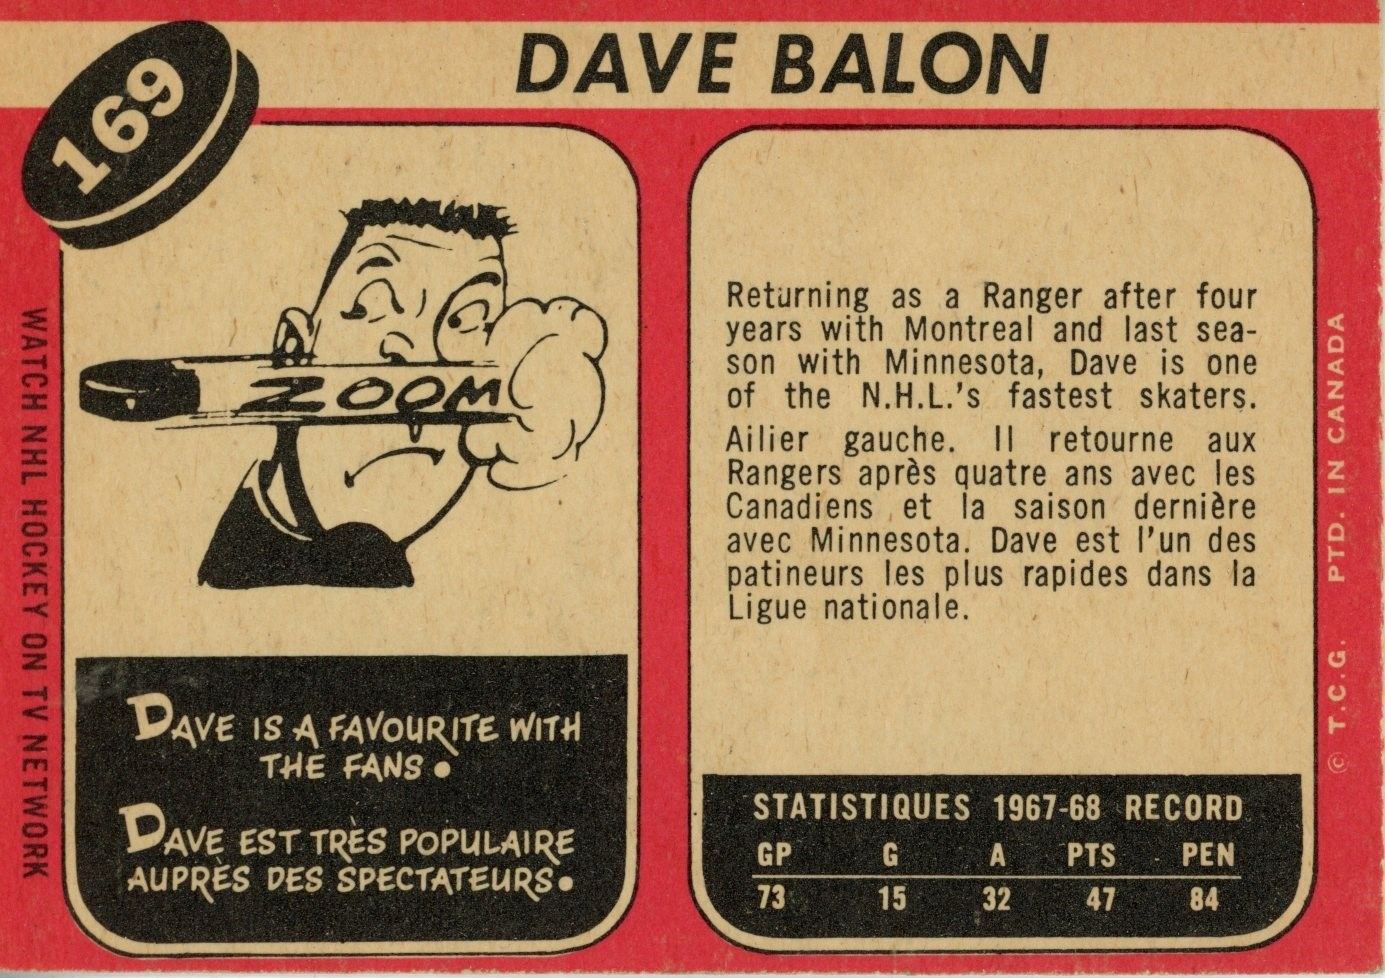 DAVE BALON
169
WATCH NHL HOCKEY ON TV NETWORK
ZOOM
DAVE IS A FAVOURITE WITH
THE FANS.
DAVE EST TRÈS POPULAIRE
AUPRÈS DES SPECTATEURS.
Returning as a Ranger after four
years with Montreal and last sea-
son with Minnesota, Dave is one
of the N.H.L.'s fastest skaters.
Ailier gauche. Il retourne aux
Rangers après quatre ans avec les
Canadiens et la saison dernière
avec Minnesota. Dave est l'un des
patineurs les plus rapides dans la
Ligue nationale.
STATISTIQUES 1967-68 RECORD
GP G A PTS PEN
73 15 32 47 84
© T.C.G. PTD. IN CANADA